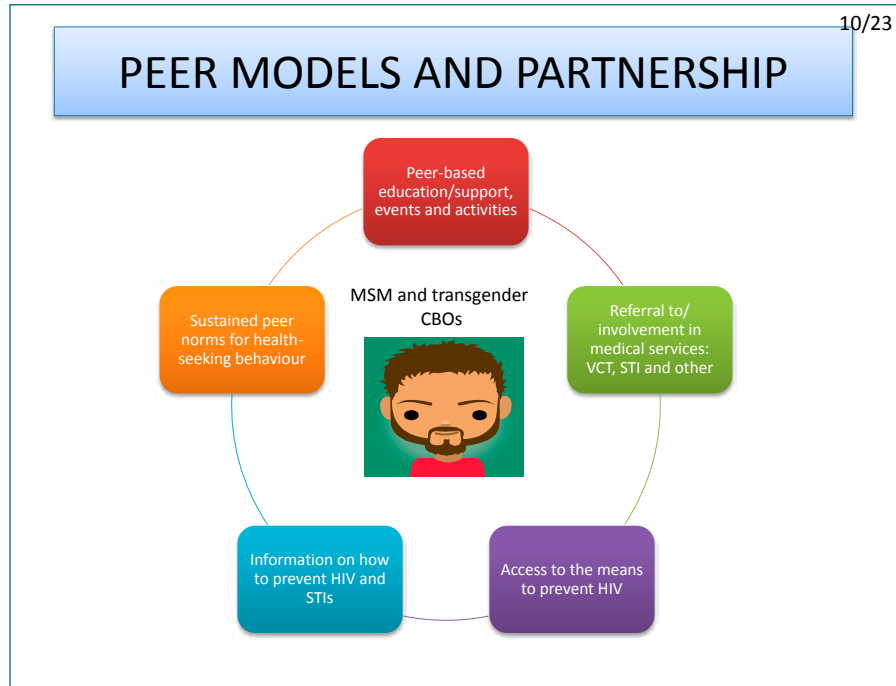 10/23
PEER MODELS AND PARTNERSHIP
Peer-based
education/support,
events and activities
MSM and transgender
CBOs
Sustained peer
norms for health-
seeking behaviour
Referral to/
involvement in
medical services:
VCT, STI and other
Information on how
to prevent HIV and
STIs
Access to the means
to prevent HIV